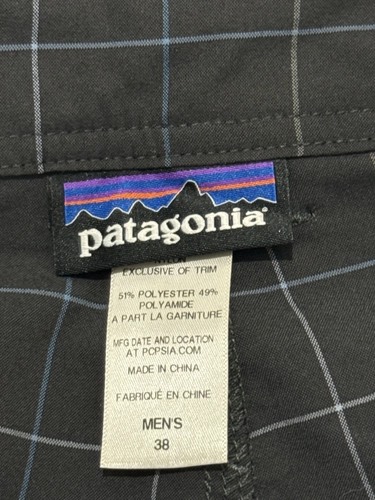 patagonia®
EXCLUSIVE OF TRIM
51% POLYESTER 49%
POLYAMIDE
A PART LA GARNITURE
MFG DATE AND LOCATION
AT PCPSIA.COM
MADE IN CHINA
FABRIQUÉ EN CHINE
MEN'S
38